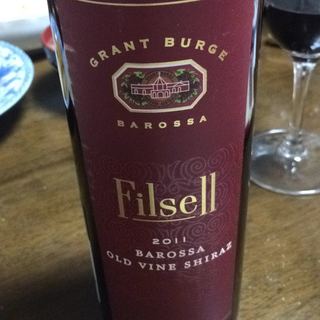 GRANT BURGE
BAROSSA
Filsell
2011
BAROSSA
OLD VINE SHIRAZ